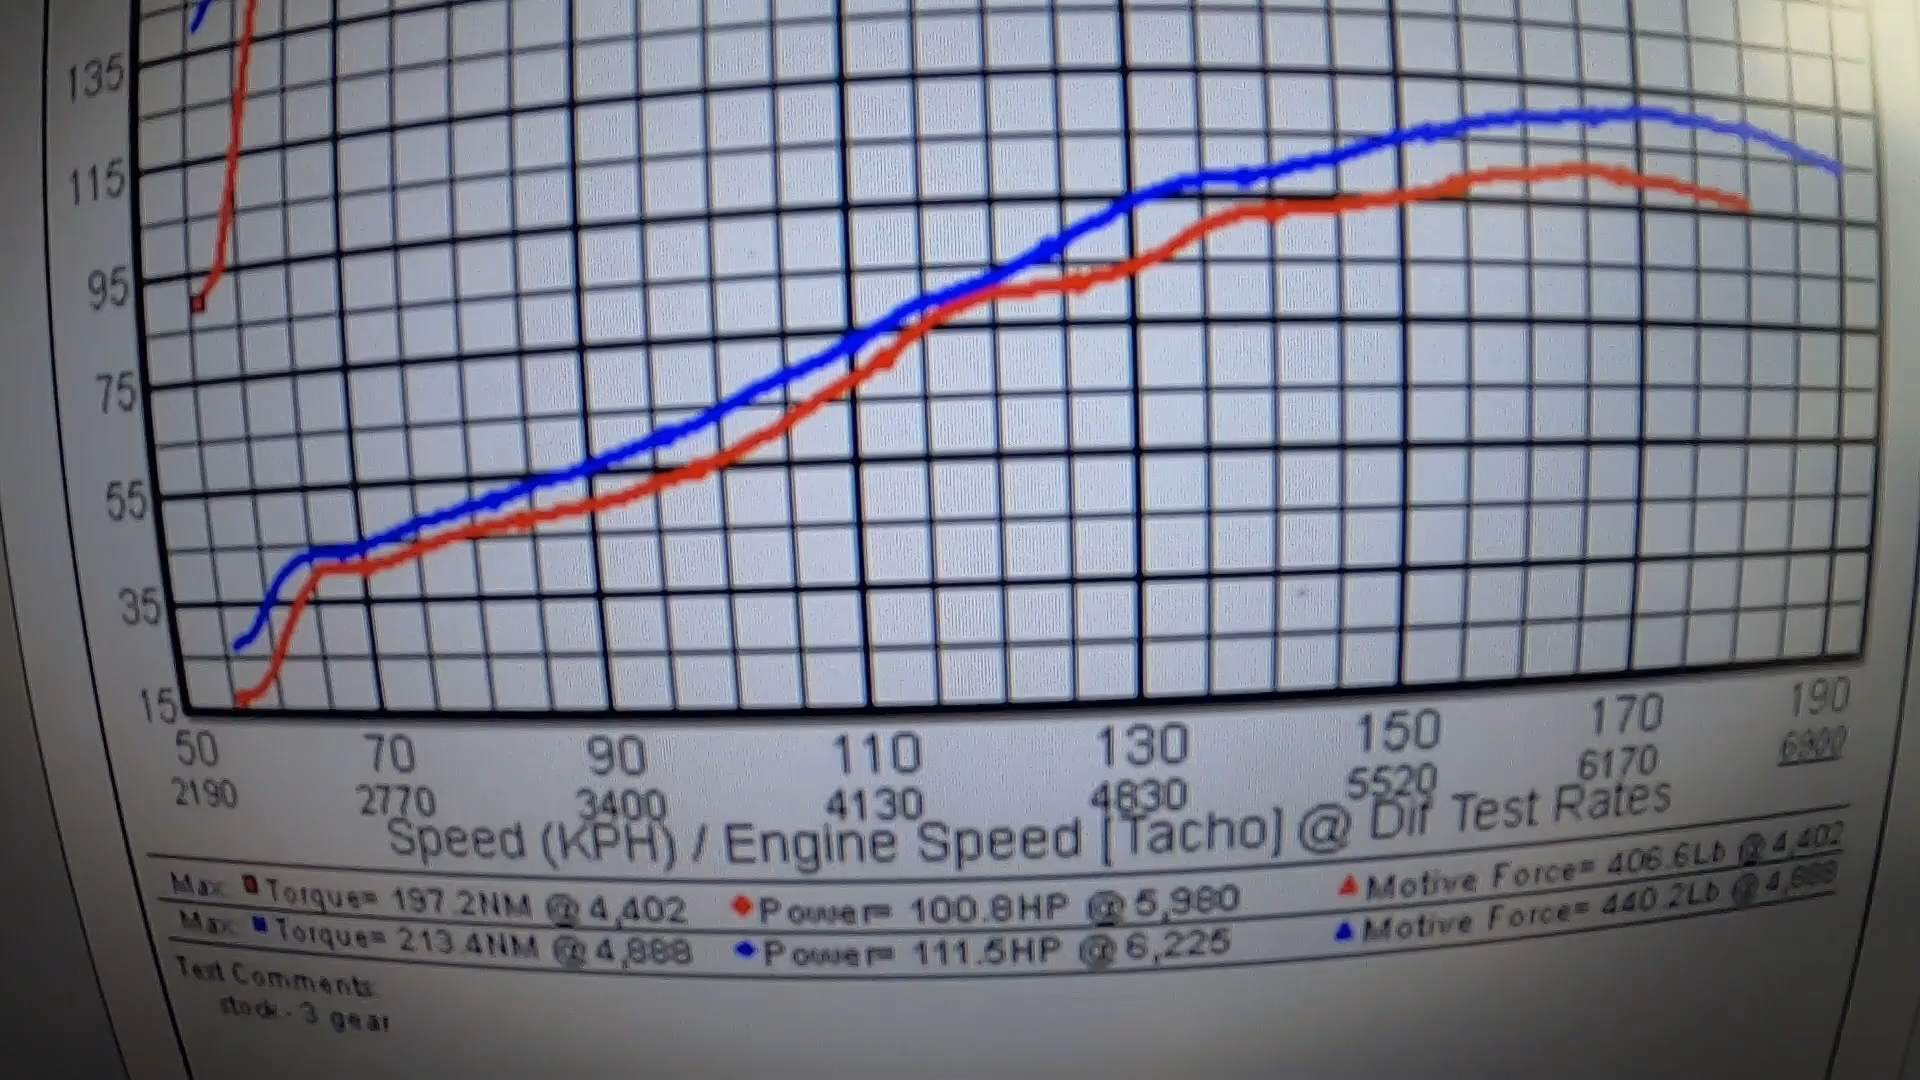 135
115
95
75
55
35
15
50 70 90 110 130 150 170 190
2190 2770 3400 4130 4830 5520 6170 6900
Speed (KPH) / Engine Speed [Tacho] @ Dif Test Rates
Max: Torque= 197.2NM @ 4,402 Power= 100.8HP @ 5,980 Motive Force= 406.6Lb @ 4,402
Max: Torque= 213.4NM @ 4,888 Power= 111.5HP @ 6,225 Motive Force= 440.2Lb @ 4,888
Test Comments:
stock - 3 gear